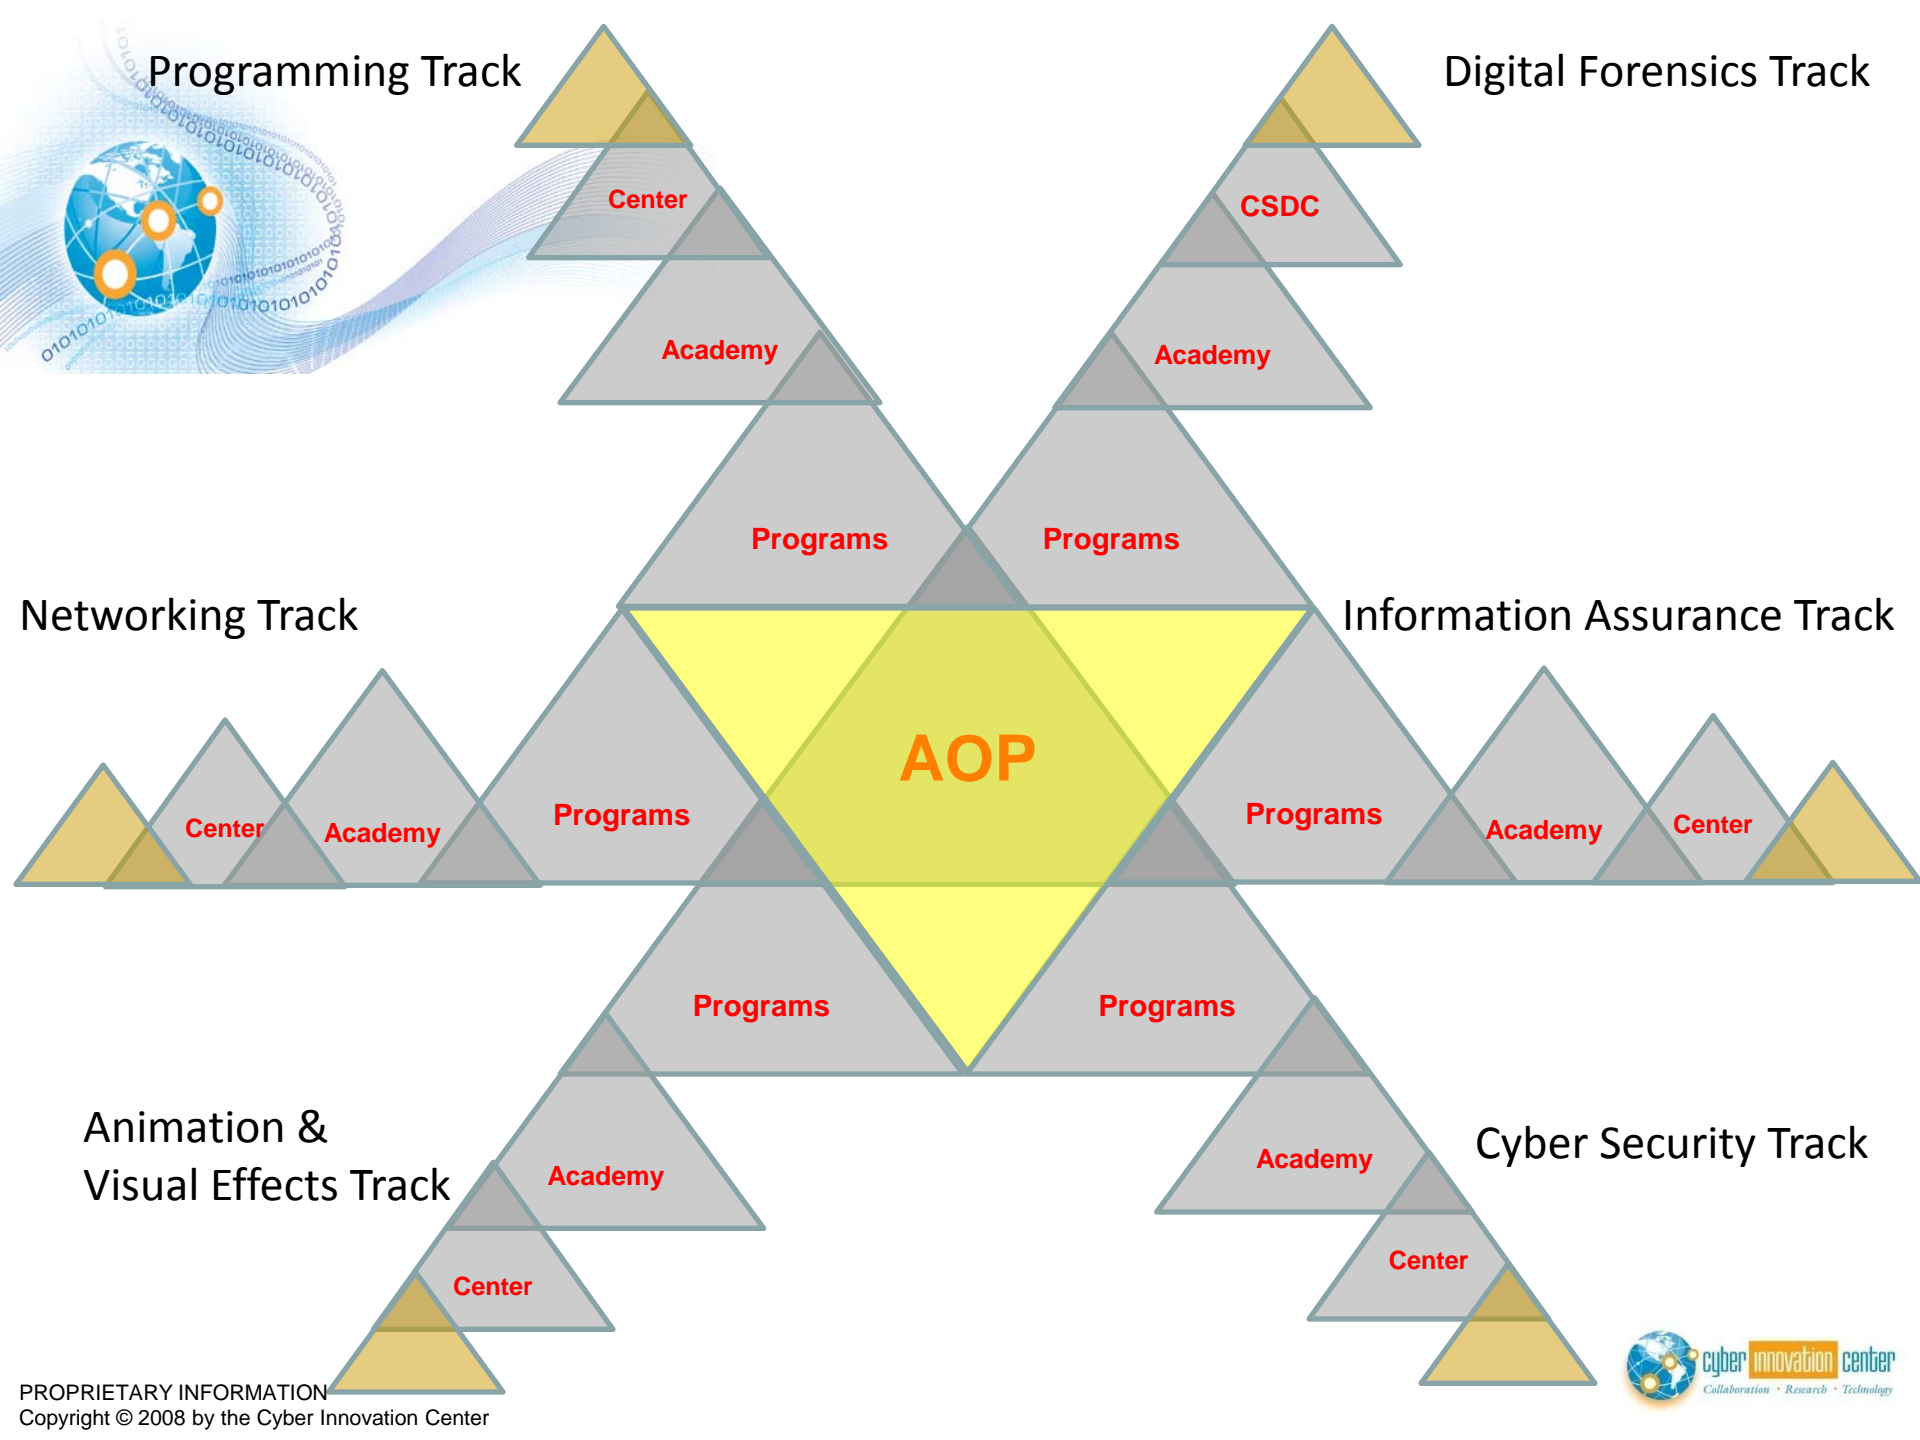 Programming Track
Digital Forensics Track
Center
CSDC
Academy
Academy
Programs
Programs
Networking Track
Information Assurance Track
AOP
Center
Academy
Programs
Programs
Academy
Center
Programs
Programs
Animation &
Visual Effects Track
Academy
Academy
Cyber Security Track
Center
Center
cyber innovation center
Collaboration • Research • Technology
PROPRIETARY INFORMATION
Copyright © 2008 by the Cyber Innovation Center